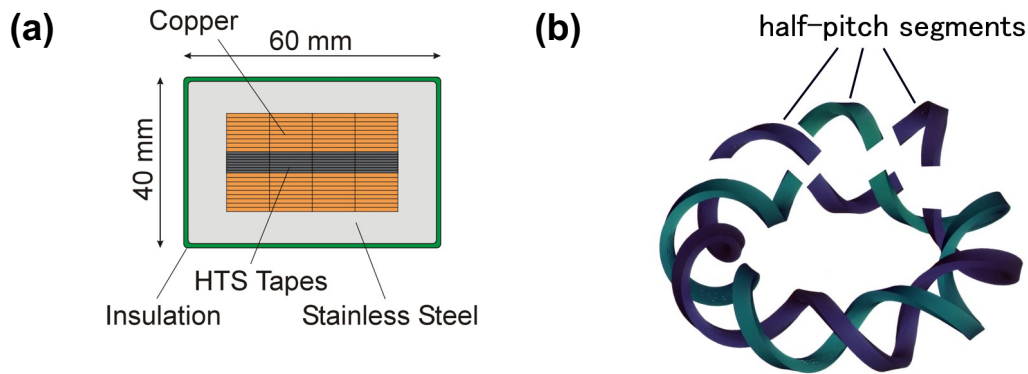 (a)
Copper
60 mm
40 mm
HTS Tapes
Insulation
Stainless Steel
(b)
half-pitch segments